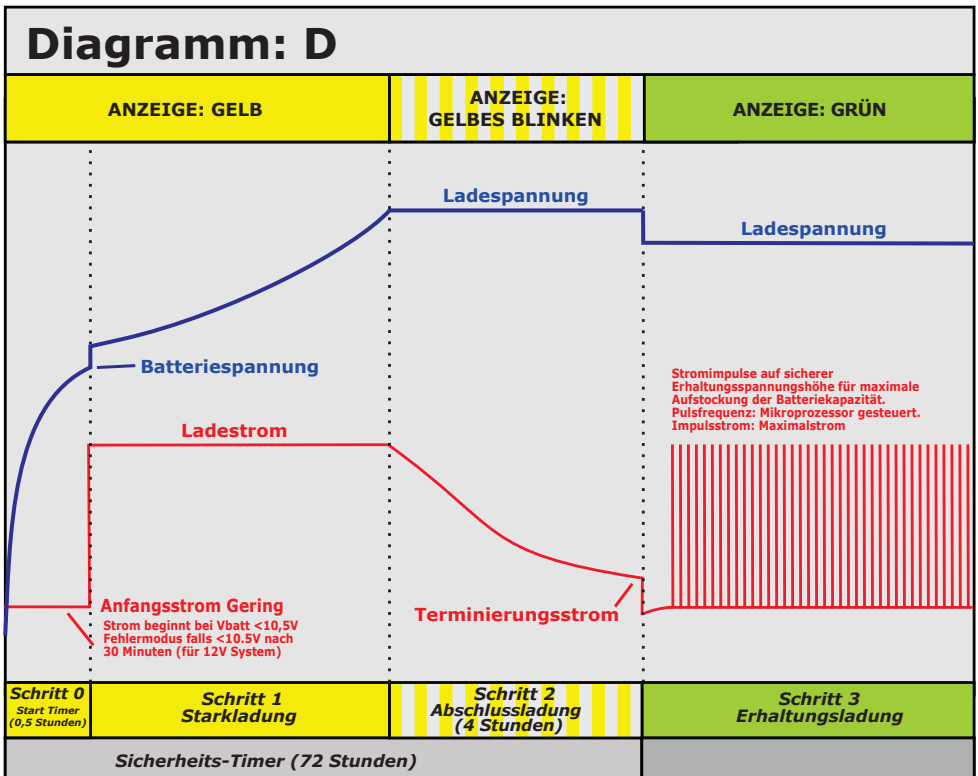 Diagramm: D
ANZEIGE: GELB
ANZEIGE:
GELBES BLINKEN
ANZEIGE: GRÜN
Ladespannung
Ladespannung
Batteriespannung
Stromimpulse auf sicherer
Erhaltungsspannungshöhe für maximale
Aufstockung der Batteriekapazität.
Pulsfrequenz: Mikroprozessor gesteuert.
Impulsstrom: Maximalstrom
Ladestrom
Anfangsstrom Gering
Strom beginnt bei Vbatt <10,5V
Fehlermodus falls <10.5V nach
30 Minuten (für 12V System)
Terminierungsstrom
Schritt 0
Start Timer
(0,5 Stunden)
Schritt 1
Starkladung
Schritt 2
Abschlussladung
(4 Stunden)
Schritt 3
Erhaltungsladung
Sicherheits-Timer (72 Stunden)